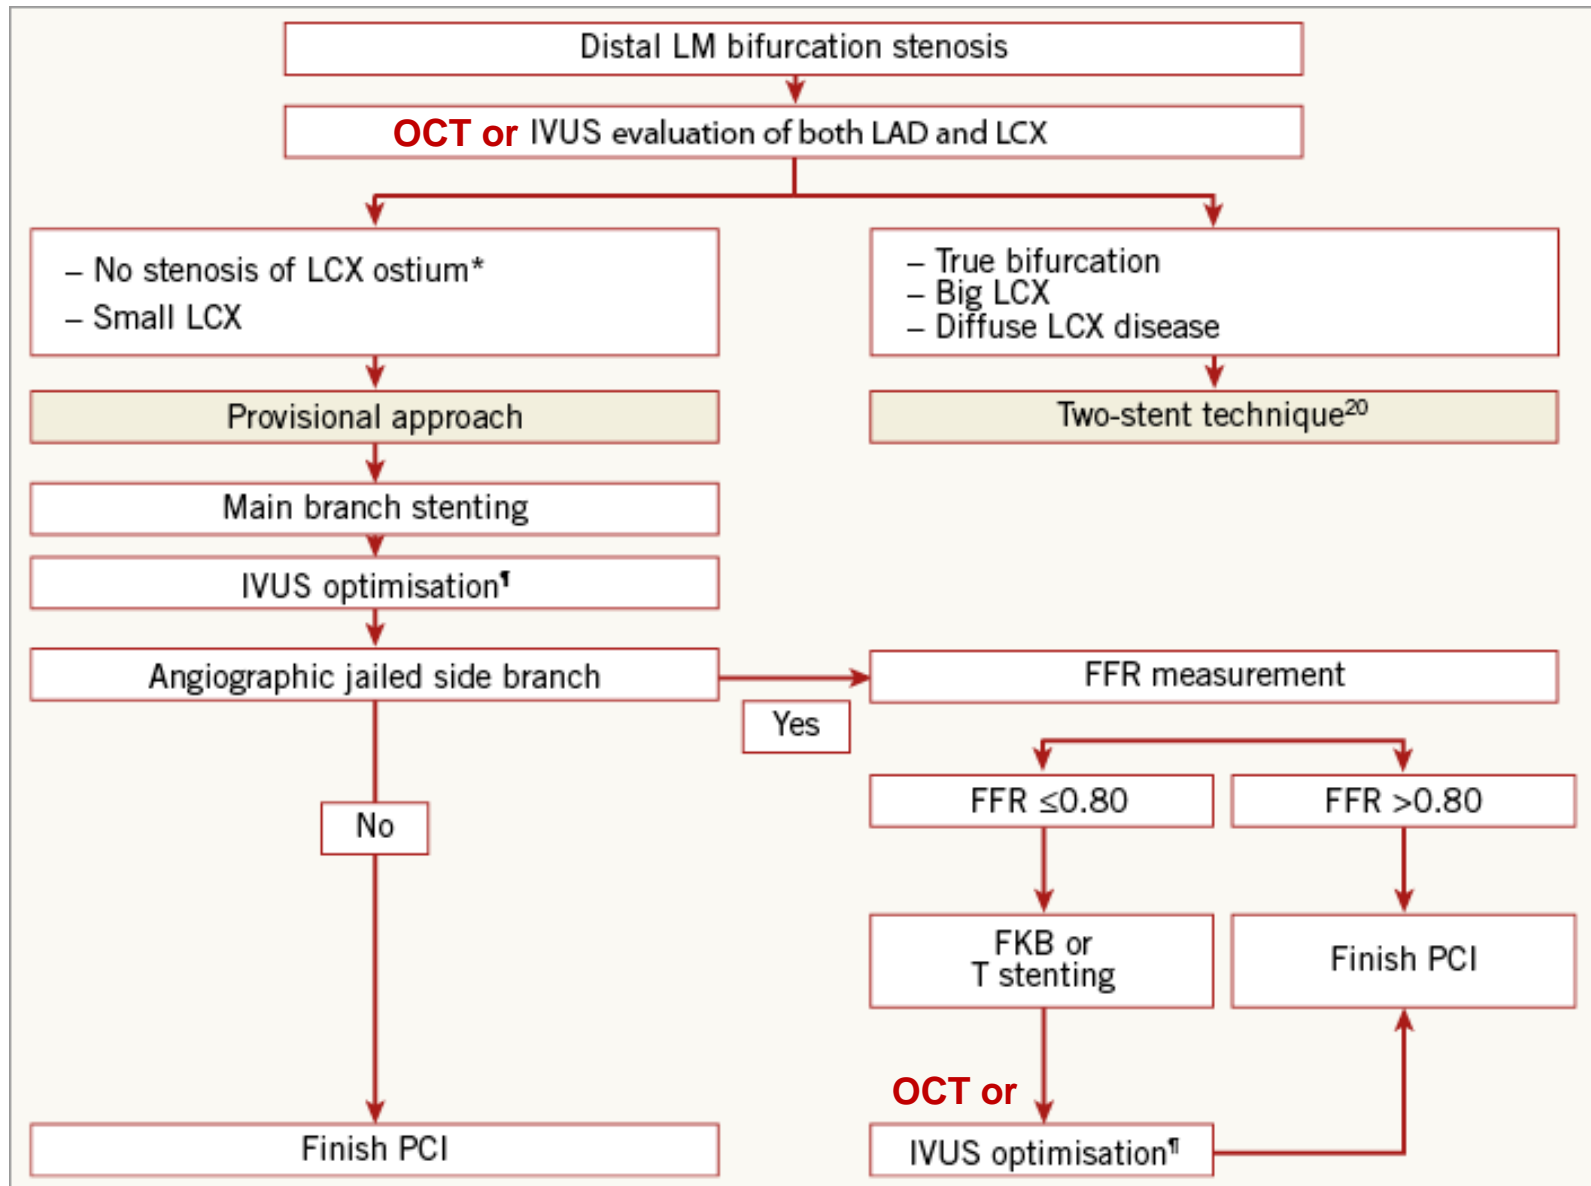 Distal LM bifurcation stenosis
OCT or IVUS evaluation of both LAD and LCX
– No stenosis of LCX ostium*
– Small LCX
– True bifurcation
– Big LCX
– Diffuse LCX disease
Provisional approach
Two-stent technique20
Main branch stenting
IVUS optimisation¶
Angiographic jailed side branch
Yes
FFR measurement
No
FFR ≤0.80
FFR >0.80
FKB or
T stenting
Finish PCI
OCT or
IVUS optimisation¶
Finish PCI